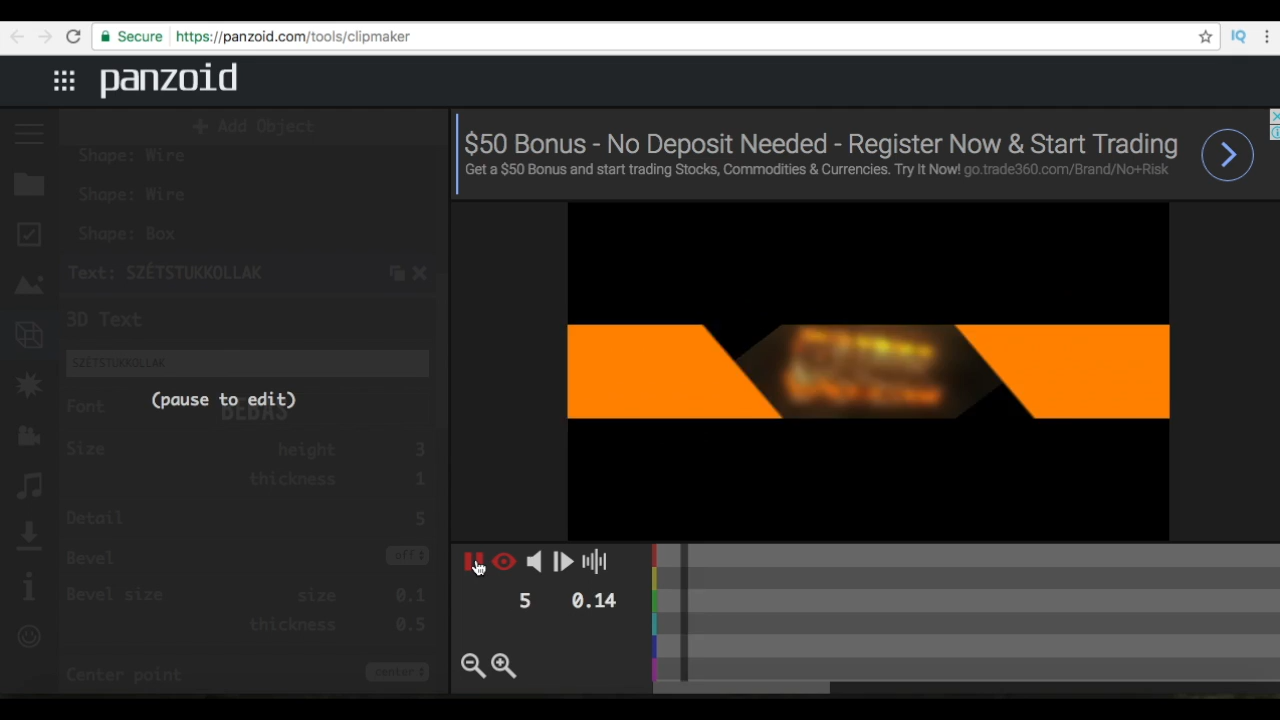 Secure https://panzoid.com/tools/clipmaker
IQ
panzoid
+ Add Object
Shape: Wire
Shape: Wire
Shape: Box
Text: SZÉTSTUKKOLLAK
3D Text
SZÉTSTUKKOLLAK
(pause to edit)
Font BEBAS
Size height 3
thickness 1
Detail 5
Bevel off
Bevel size size 0.1
thickness 0.5
Center point center
$50 Bonus - No Deposit Needed - Register Now & Start Trading
Get a $50 Bonus and start trading Stocks, Commodities & Currencies. Try It Now! go.trade360.com/Brand/No+Risk
5 0.14